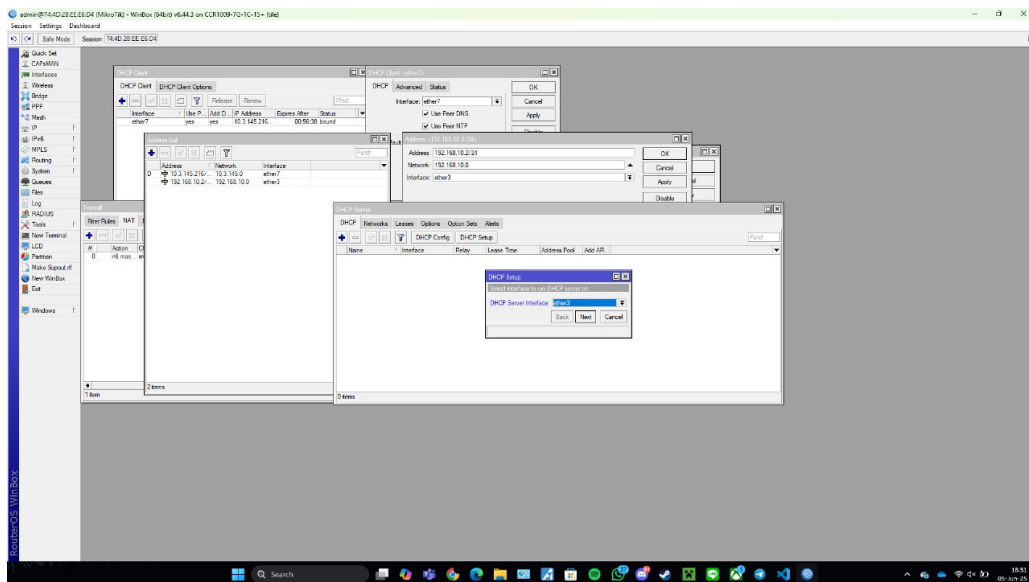 admin@74:4D:28:EE:E6:D4 (MikroTik) - WinBox (64bit) v6.44.3 on CCR1009-7G-1C-1S+ (tile)
Session Settings Dashboard
Safe Mode Session: 74:4D:28:EE:E6:D4
Quick Set
CAPsMAN
Interfaces
Wireless
Bridge
PPP
Mesh
IP
IPv6
MPLS
Routing
System
Queues
Files
Log
RADIUS
Tools
New Terminal
LCD
Partition
Make Supout.rif
New WinBox
Exit
Windows
RouterOS WinBox
DHCP Client
DHCP Client DHCP Client Options
Release Renew Find
Interface Use P... Add D... IP Address Expires After Status
ether7 yes yes 10.3.145.216... 00:56:38 bound
DHCP Client <ether7>
DHCP Advanced Status
Interface: ether7
Use Peer DNS
Use Peer NTP
OK
Cancel
Apply
Address List
Find
Address Network Interface
D 10.3.145.216/... 10.3.145.0 ether7
192.168.10.2/... 192.168.10.0 ether3
2 items
Address <192.168.10.2/24>
Address: 192.168.10.2/24
Network: 192.168.10.0
Interface: ether3
OK
Cancel
Apply
Disable
Firewall
Filter Rules NAT
# Action
0 mas...
1 item
DHCP Server
DHCP Networks Leases Options Option Sets Alerts
DHCP Config DHCP Setup Find
Name Interface Relay Lease Time Address Pool Add AR...
0 items
DHCP Setup
Select interface to run DHCP server on
DHCP Server Interface: ether3
Back Next Cancel
Search
16:51
05-Jun-25